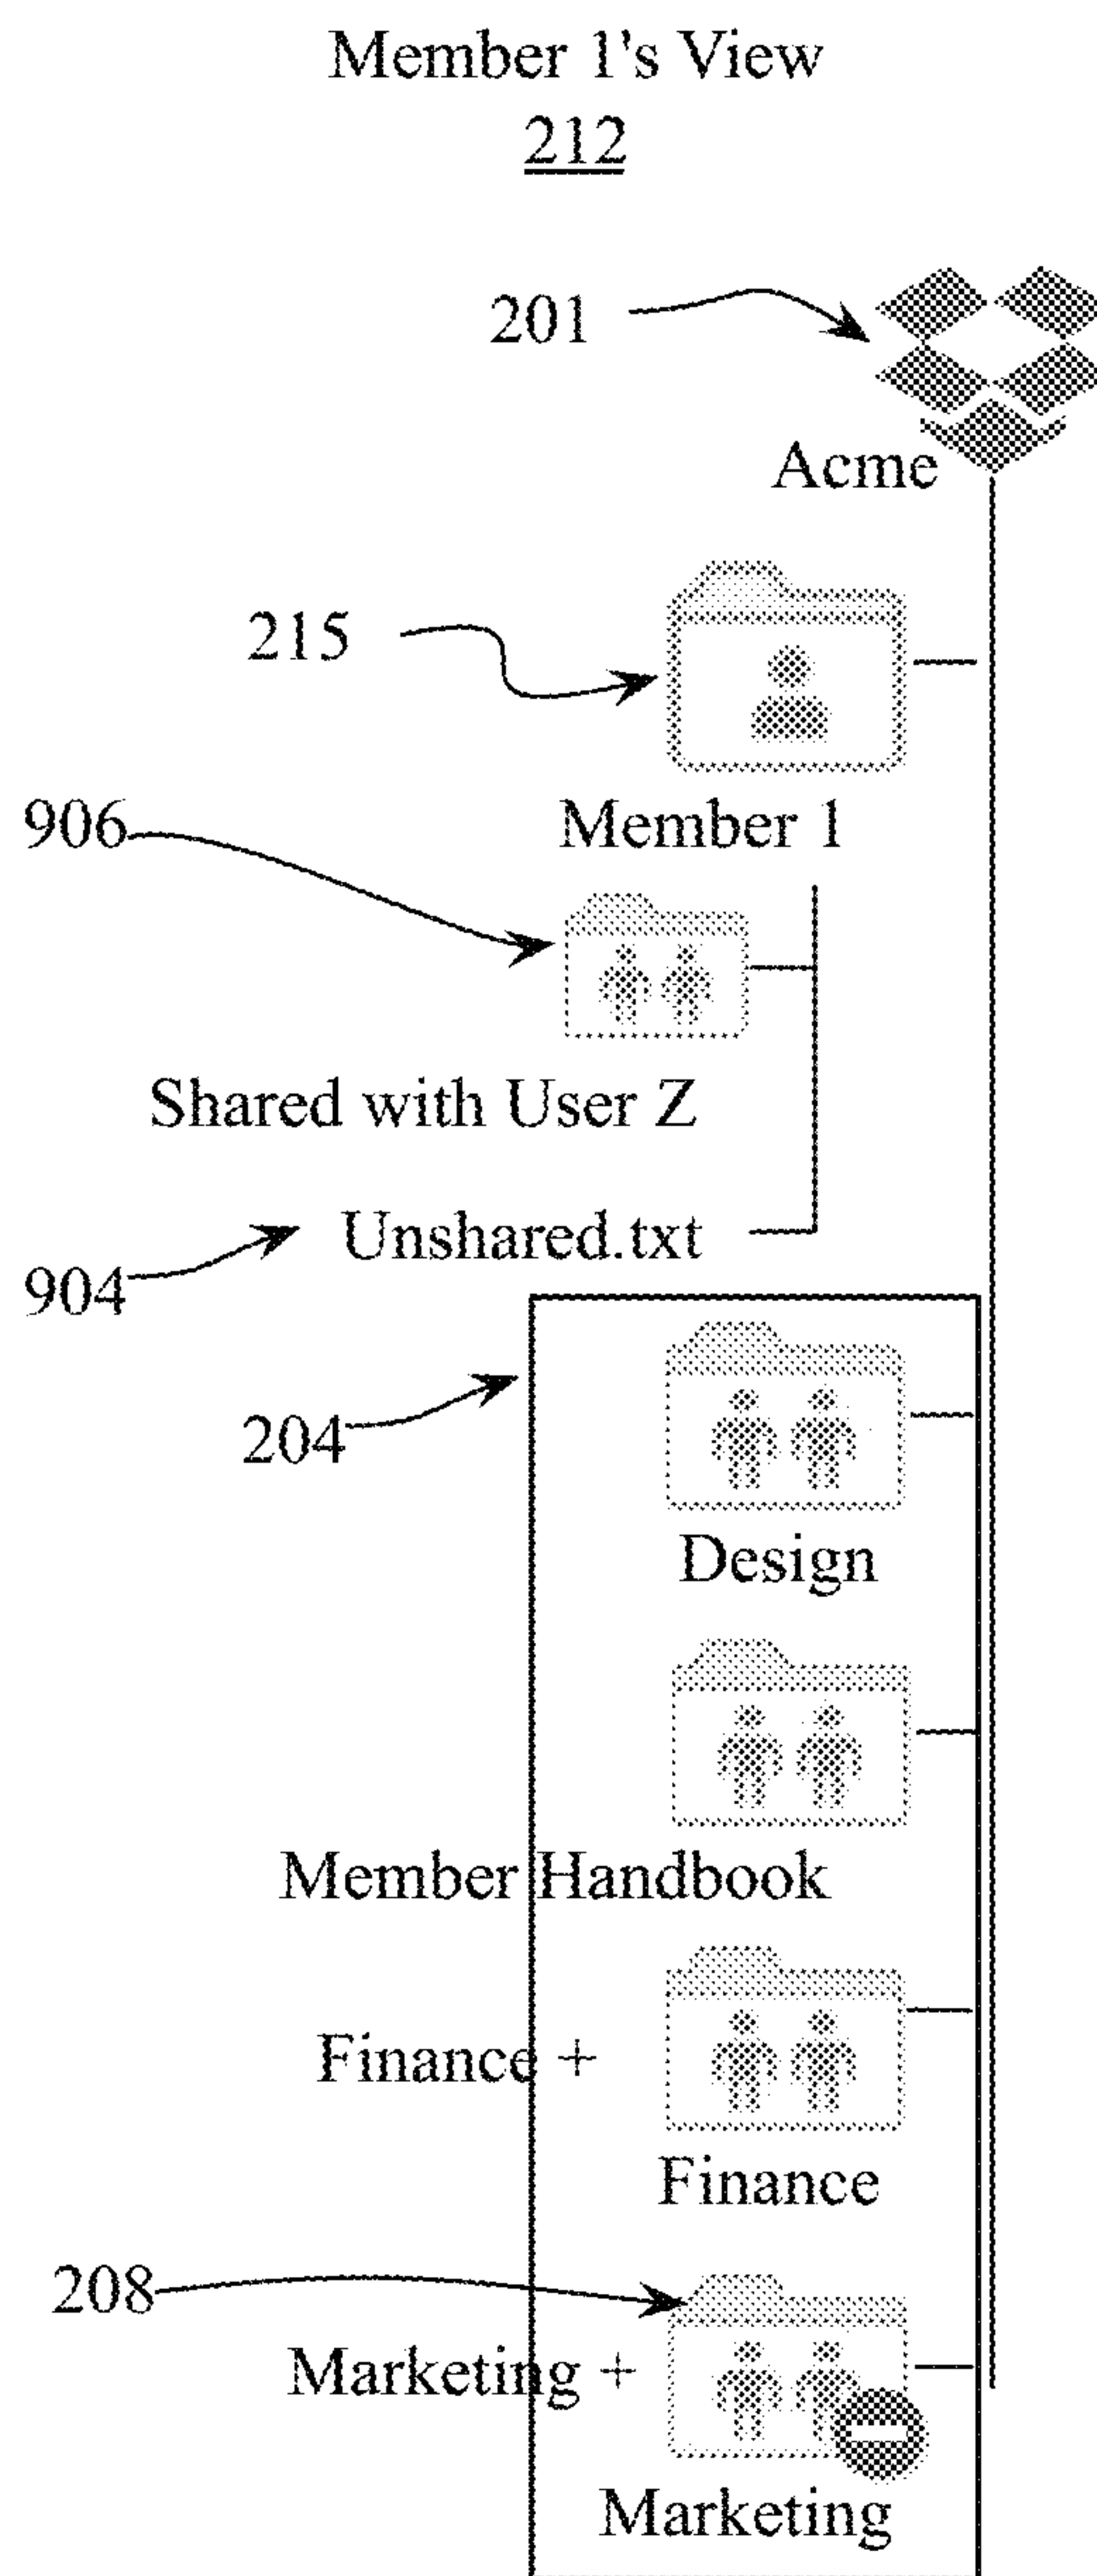 Member 1's View
212
201
Acme
215
906
Member 1
Shared with User Z
Unshared.txt
904
204
Design
Member Handbook
Finance +
Finance
208
Marketing +
Marketing